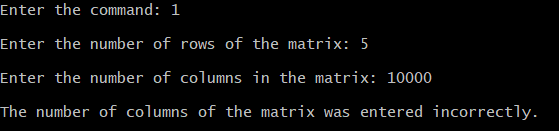 Enter the command: 1
Enter the number of rows of the matrix: 5
Enter the number of columns in the matrix: 10000
The number of columns of the matrix was entered incorrectly.